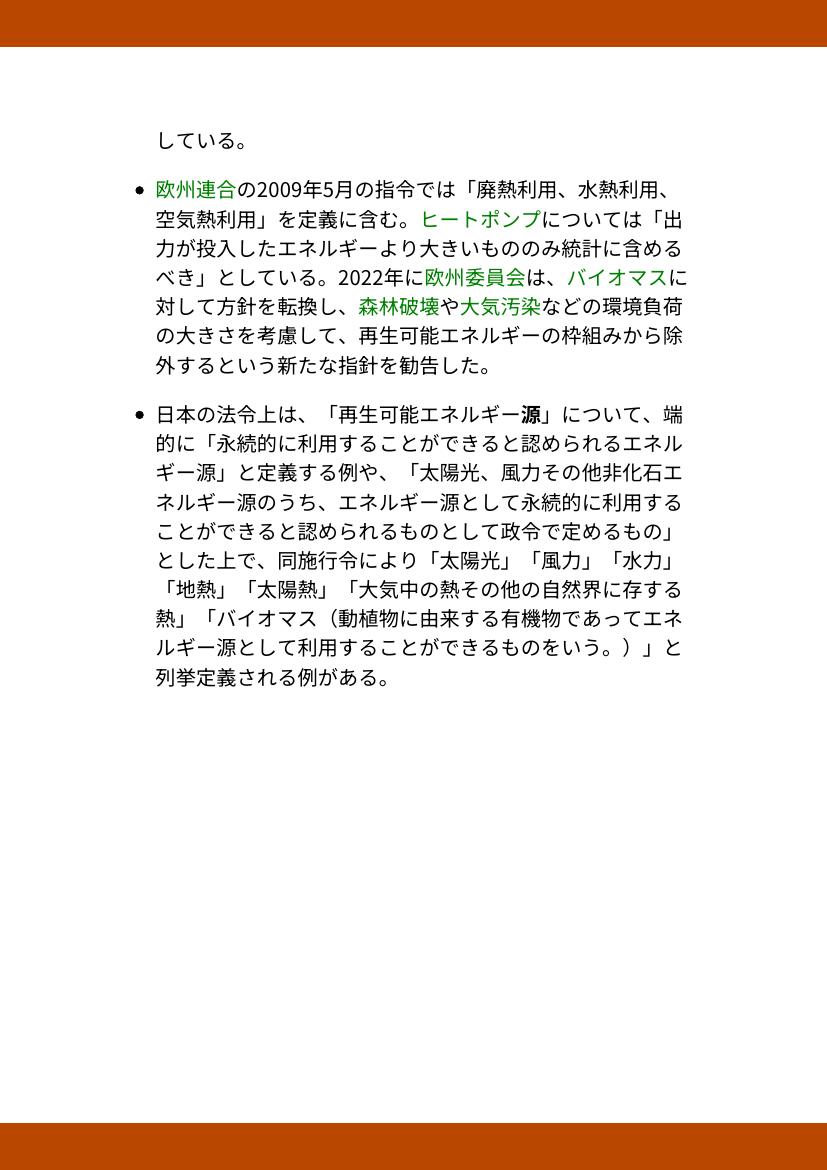 している。
欧州連合の2009年5月の指令では「廃熱利用、水熱利用、
空気熱利用」を定義に含む。ヒートポンプについては「出
力が投入したエネルギーより大きいもののみ統計に含める
べき」としている。2022年に欧州委員会は、バイオマスに
対して方針を転換し、森林破壊や大気汚染などの環境負荷
の大きさを考慮して、再生可能エネルギーの枠組みから除
外するという新たな指針を勧告した。
日本の法令上は、「再生可能エネルギー源」について、端
的に「永続的に利用することができると認められるエネル
ギー源」と定義する例や、「太陽光、風力その他非化石エ
ネルギー源のうち、エネルギー源として永続的に利用する
ことができると認められるものとして政令で定めるもの」
とした上で、同施行令により「太陽光」「風力」「水力」
「地熱」「太陽熱」「大気中の熱その他の自然界に存する
熱」「バイオマス（動植物に由来する有機物であってエネ
ルギー源として利用することができるものをいう。）」と
列挙定義される例がある。